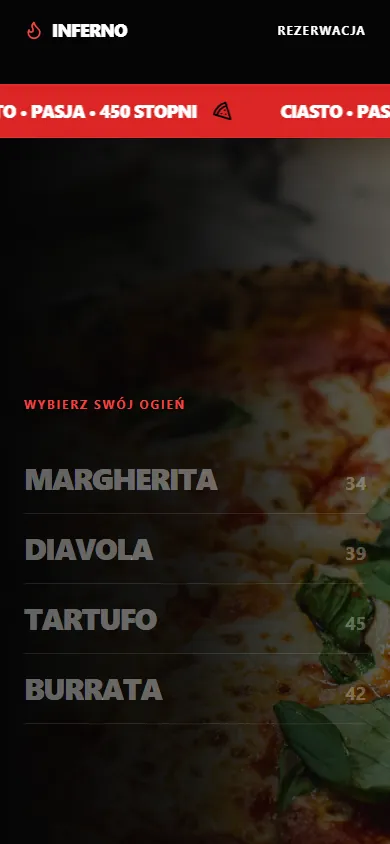 INFERNO
REZERWACJA
TO • PASJA • 450 STOPNI CIASTO • PAS
WYBIERZ SWÓJ OGIEŃ
MARGHERITA 34
DIAVOLA 39
TARTUFO 45
BURRATA 42